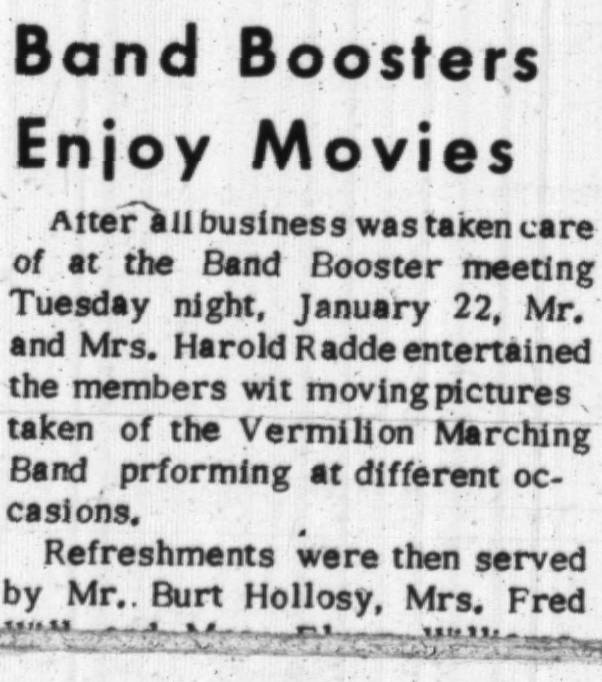 Band Boosters
Enjoy Movies
After all business was taken care
of at the Band Booster meeting
Tuesday night, January 22, Mr.
and Mrs. Harold Radde entertained
the members wit moving pictures
taken of the Vermilion Marching
Band prforming at different oc-
casions.
Refreshments were then served
by Mr.. Burt Hollosy, Mrs. Fred